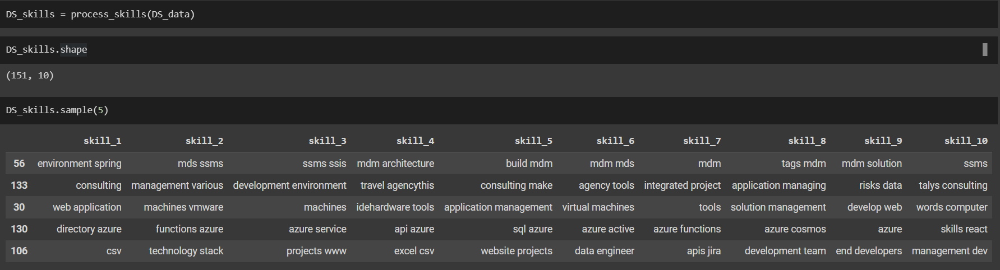 DS_skills = process_skills(DS_data)
DS_skills.shape
(151, 10)
DS_skills.sample(5)
skill_1 skill_2 skill_3 skill_4 skill_5 skill_6 skill_7 skill_8 skill_9 skill_10
56 environment spring mds ssms ssms ssis mdm architecture build mdm mdm mds mdm tags mdm mdm solution ssms
133 consulting management various development environment travel agencythis consulting make agency tools integrated project application managing risks data talys consulting
30 web application machines vmware machines idehardware tools application management virtual machines tools solution management develop web words computer
130 directory azure functions azure azure service api azure sql azure azure active azure functions azure cosmos azure skills react
106 csv technology stack projects www excel csv website projects data engineer apis jira development team end developers management dev